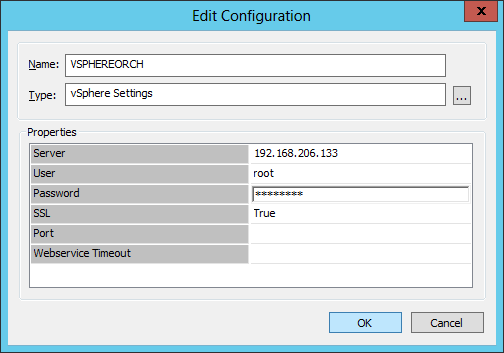 Edit Configuration
x
Name: VSPHEREORCH
Type: vSphere Settings ...
Properties
Server 192.168.206.133
User root
Password ********
SSL True
Port
Webservice Timeout
OK Cancel